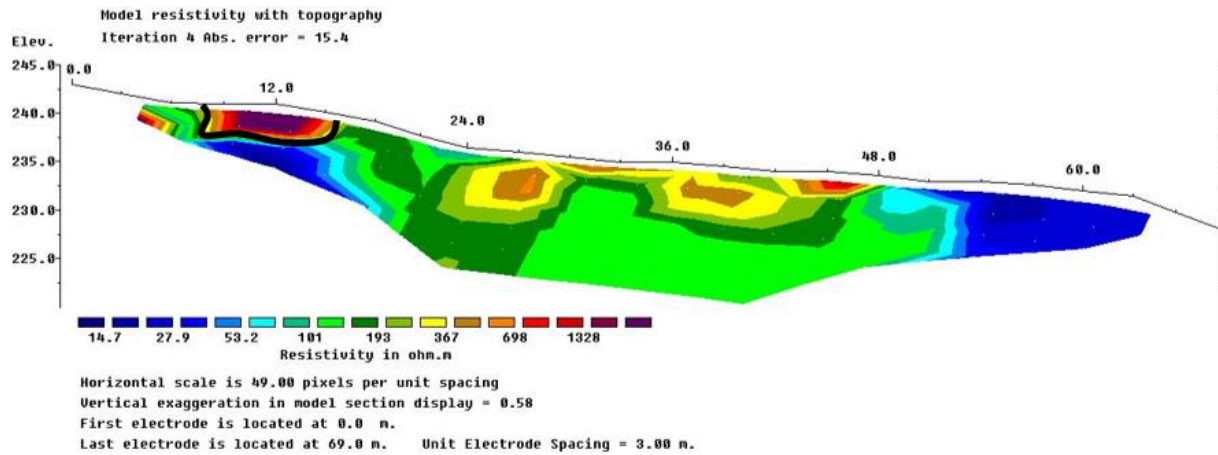 Model resistivity with topography
Iteration 4 Abs. error = 15.4
Elev.
245.0
0.0
12.0
240.0
24.0
235.0
36.0
48.0
60.0
230.0
225.0
14.7 27.9 53.2 101 193 367 698 1328
Resistivity in ohm.m
Horizontal scale is 49.00 pixels per unit spacing
Vertical exaggeration in model section display = 0.58
First electrode is located at 0.0 m.
Last electrode is located at 69.0 m. Unit Electrode Spacing = 3.00 m.